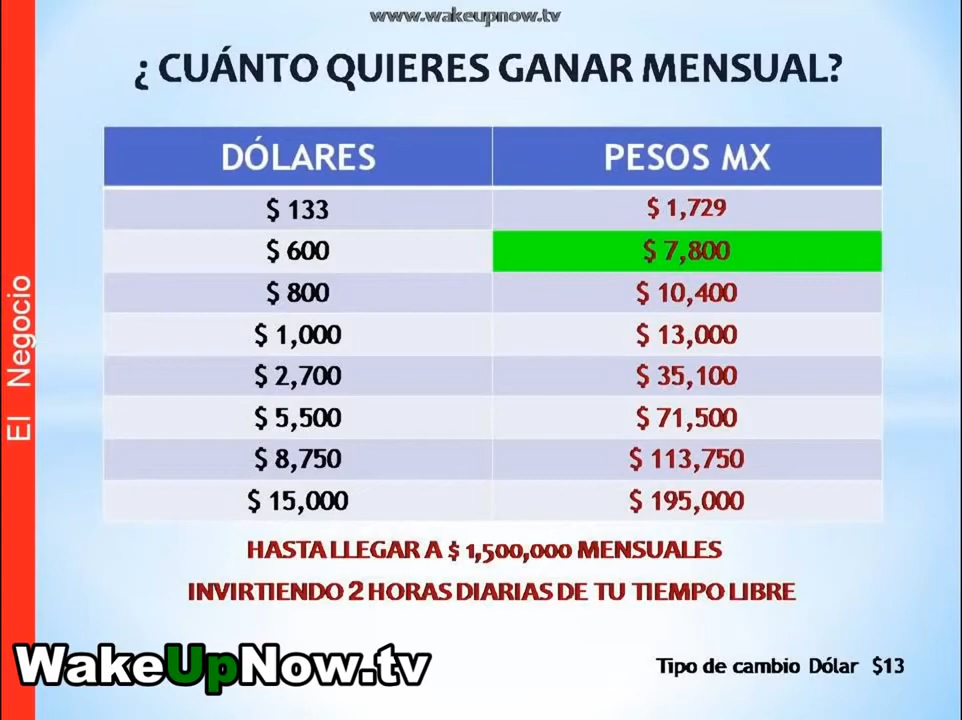 www.wakeupnow.tv
¿ CUÁNTO QUIERES GANAR MENSUAL?
DÓLARES PESOS MX
$ 133 $ 1,729
$ 600 $ 7,800
$ 800 $ 10,400
$ 1,000 $ 13,000
$ 2,700 $ 35,100
$ 5,500 $ 71,500
$ 8,750 $ 113,750
$ 15,000 $ 195,000
HASTA LLEGAR A $ 1,500,000 MENSUALES
INVIRTIENDO 2 HORAS DIARIAS DE TU TIEMPO LIBRE
El Negocio
WakeUpNow.tv
Tipo de cambio Dólar $13